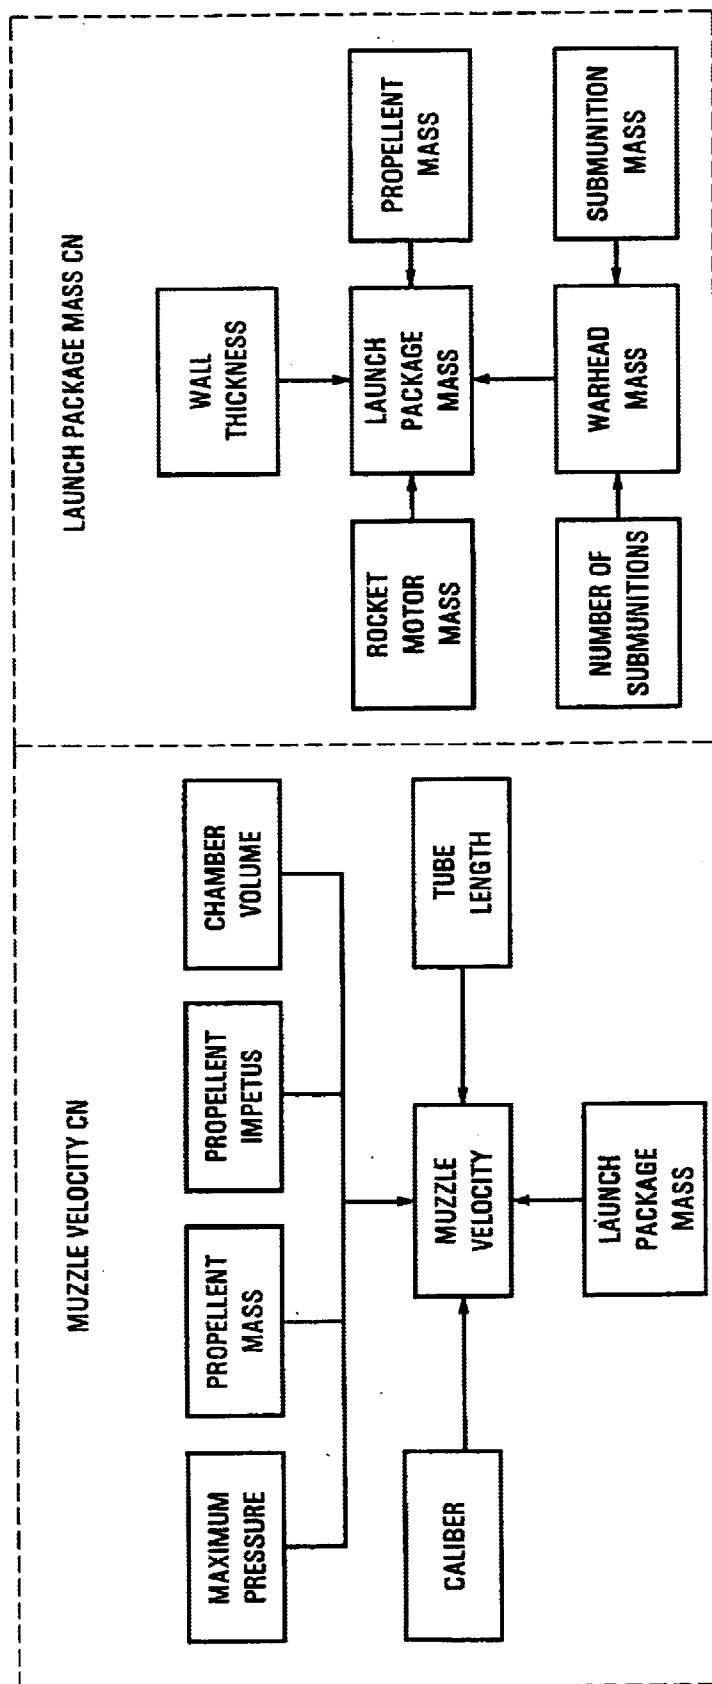 MUZZLE VELOCITY CN
MAXIMUM
PRESSURE
PROPELLENT
MASS
PROPELLENT
IMPETUS
CHAMBER
VOLUME
CALIBER
MUZZLE
VELOCITY
TUBE
LENGTH
LAUNCH
PACKAGE
MASS
LAUNCH PACKAGE MASS CN
WALL
THICKNESS
ROCKET
MOTOR
MASS
LAUNCH
PACKAGE
MASS
PROPELLENT
MASS
NUMBER OF
SUBMUNITIONS
WARHEAD
MASS
SUBMUNITION
MASS